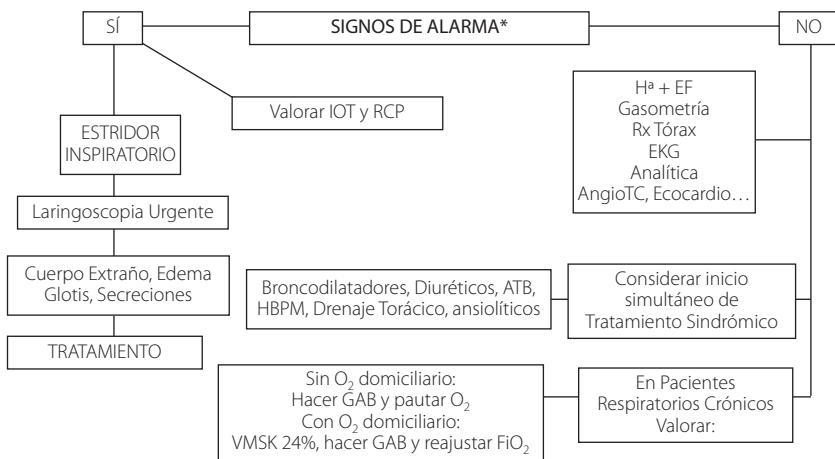 SÍ
SIGNOS DE ALARMA*
NO
Valorar IOT y RCP
Hª + EF
Gasometría
Rx Tórax
EKG
Analítica
AngioTC, Ecocardio…
ESTRIDOR
INSPIRATORIO
Laringoscopia Urgente
Cuerpo Extraño, Edema
Glotis, Secreciones
TRATAMIENTO
Broncodilatadores, Diuréticos, ATB,
HBPM, Drenaje Torácico, ansiolíticos
Considerar inicio
simultáneo de
Tratamiento Sindrómico
Sin O₂ domiciliario:
Hacer GAB y pautar O₂
Con O₂ domiciliario:
VMSK 24%, hacer GAB y reajustar FiO₂
En Pacientes
Respiratorios Crónicos
Valorar: